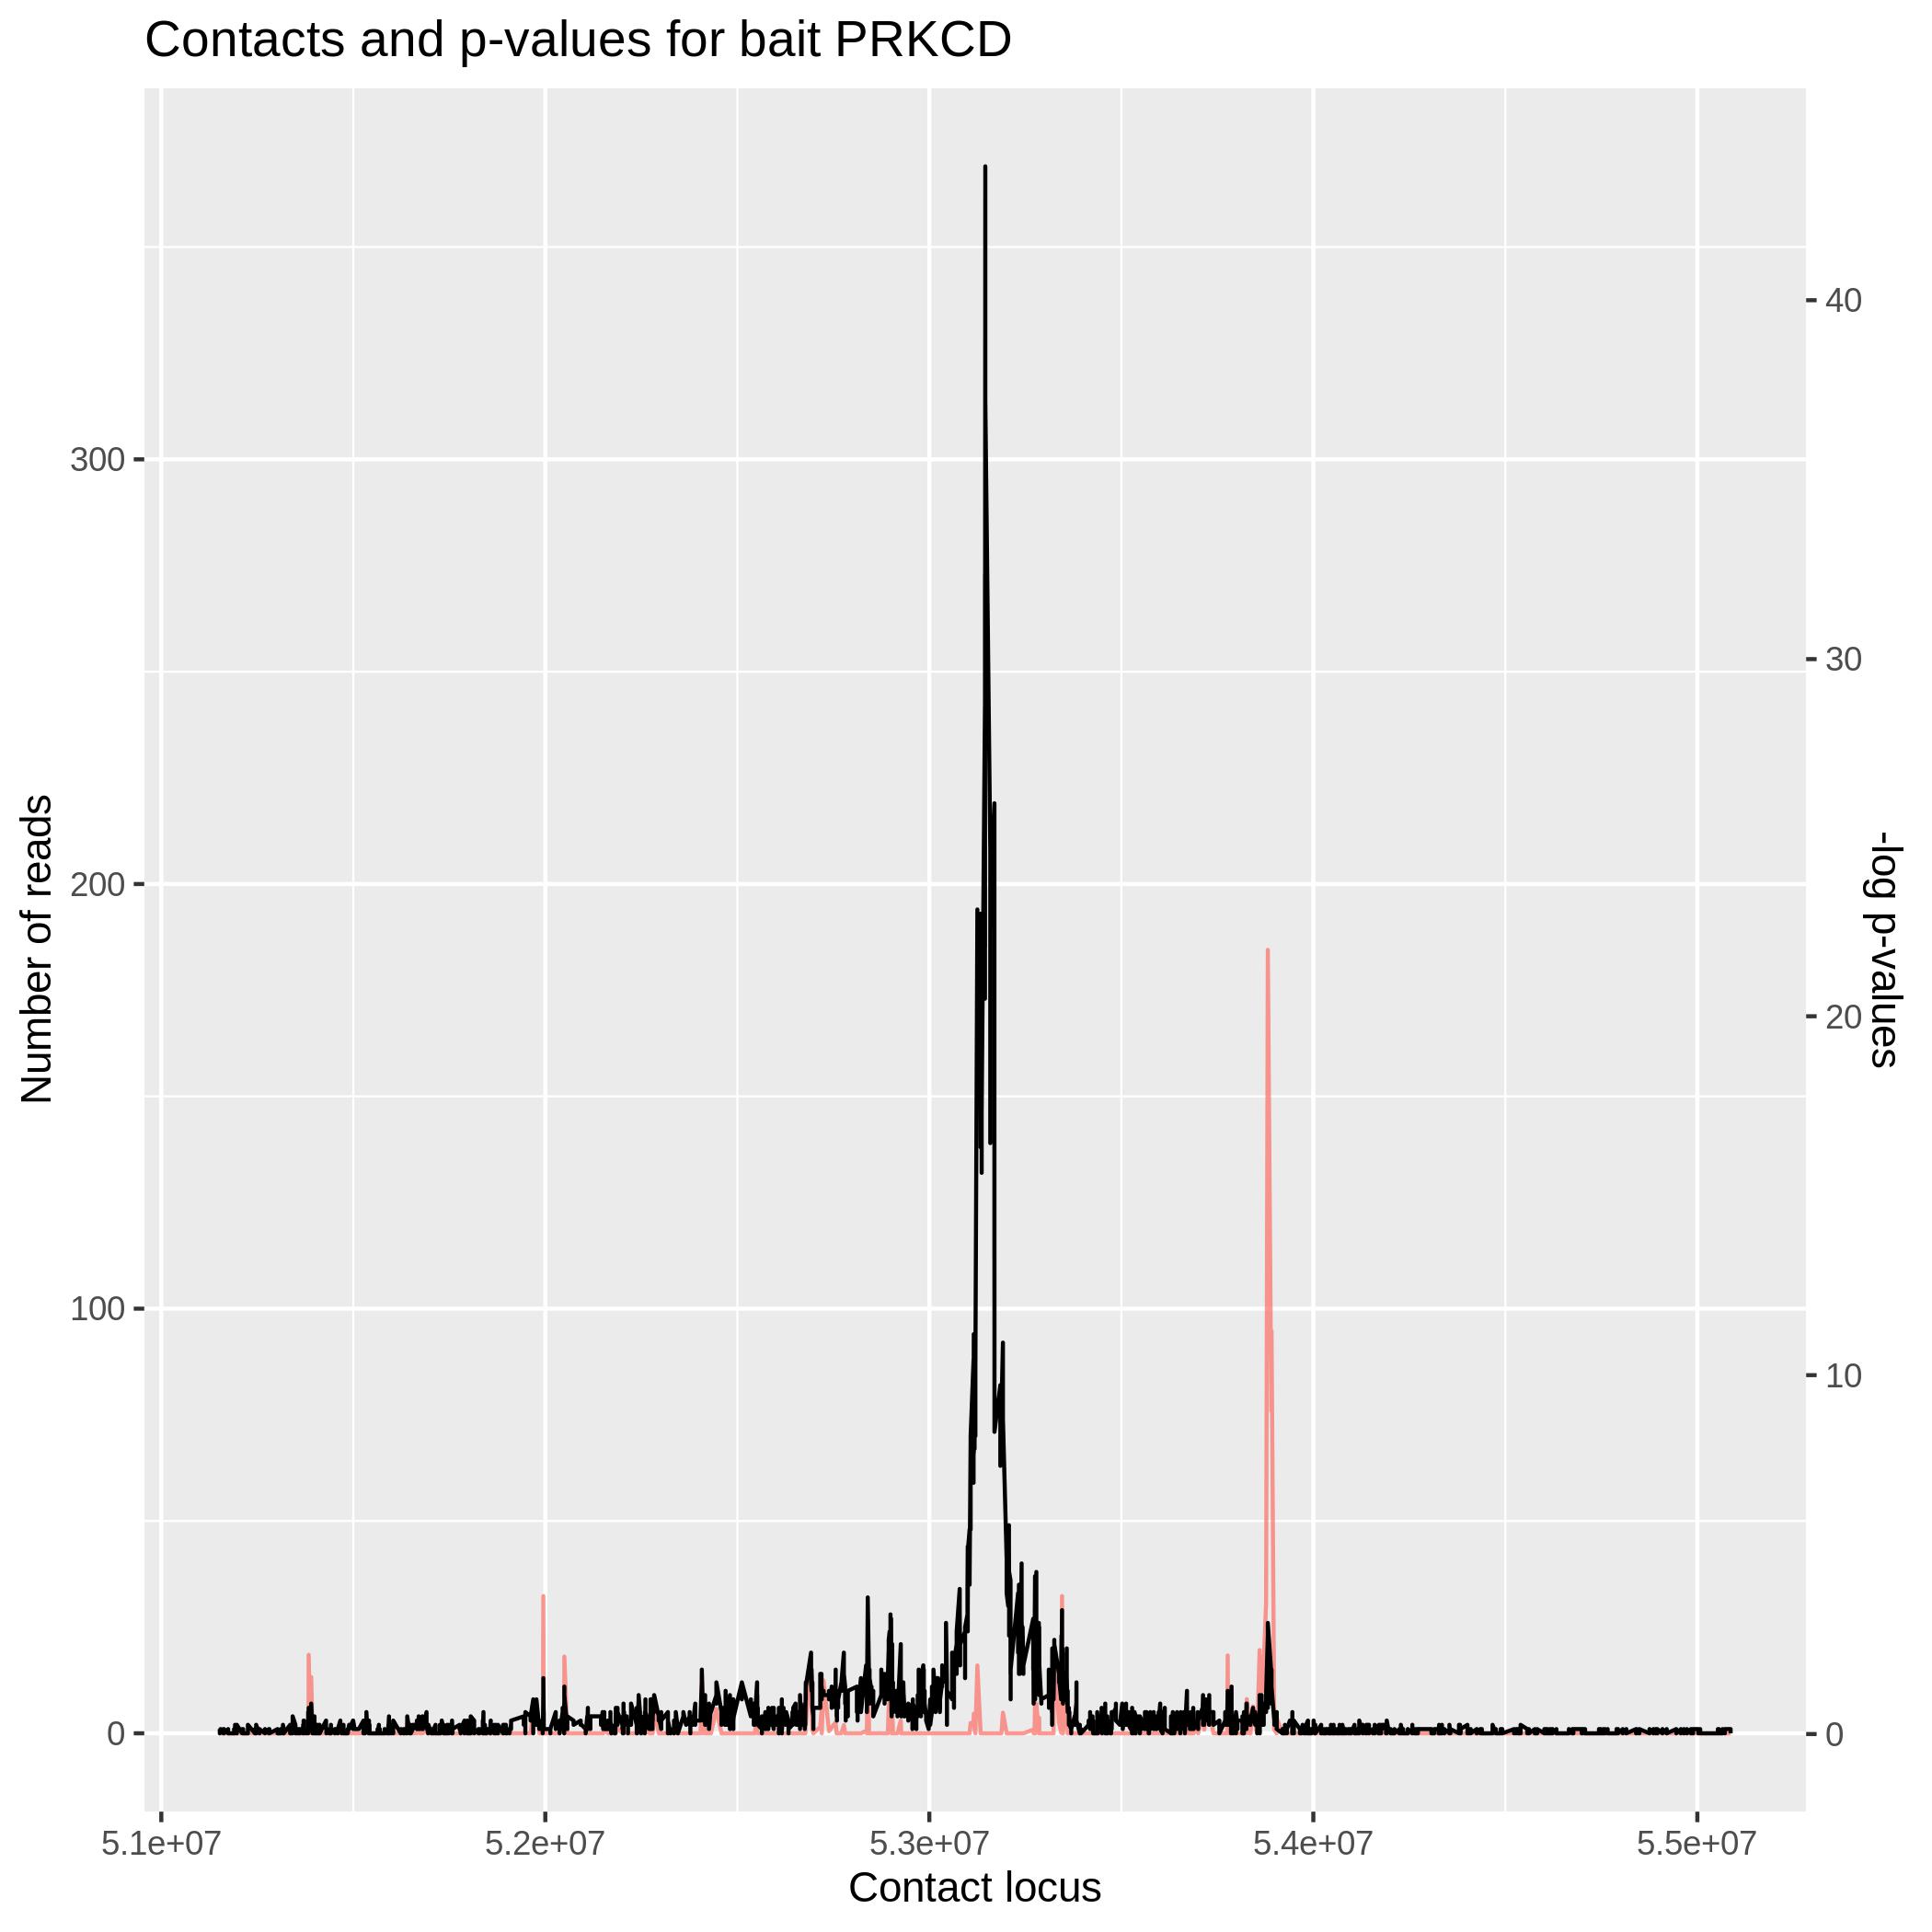 Contacts and p-values for bait PRKCD
Number of reads
300
200
100
0
40
30
20
10
0
-log p-values
5.1e+07
5.2e+07
5.3e+07
5.4e+07
5.5e+07
Contact locus